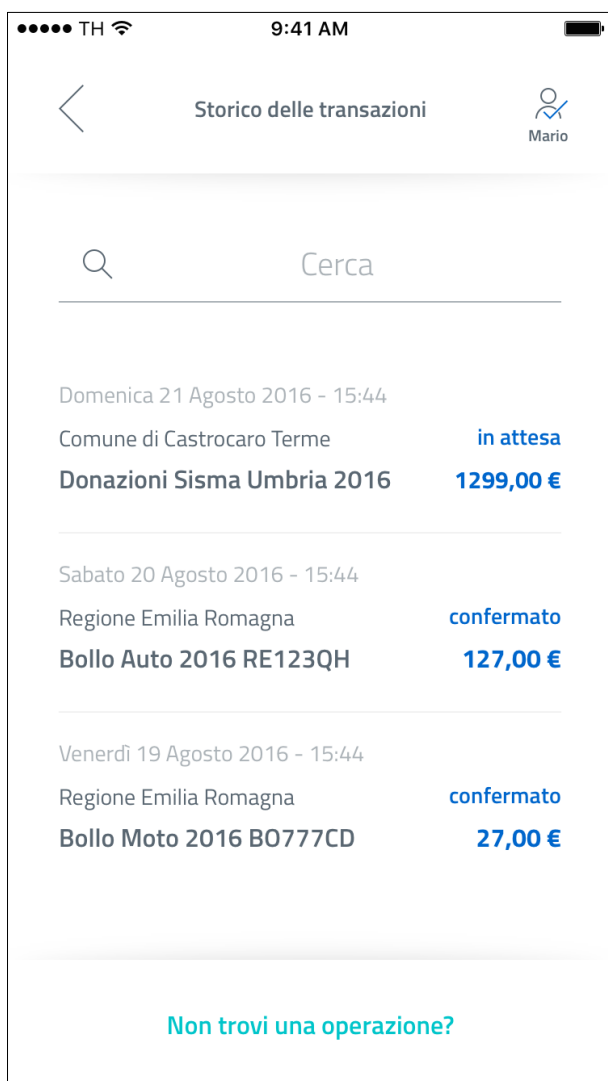 TH 9:41 AM
Storico delle transazioni
Mario
Cerca
Domenica 21 Agosto 2016 - 15:44
Comune di Castrocaro Terme in attesa
Donazioni Sisma Umbria 2016 1299,00 €
Sabato 20 Agosto 2016 - 15:44
Regione Emilia Romagna confermato
Bollo Auto 2016 RE123QH 127,00 €
Venerdì 19 Agosto 2016 - 15:44
Regione Emilia Romagna confermato
Bollo Moto 2016 BO777CD 27,00 €
Non trovi una operazione?